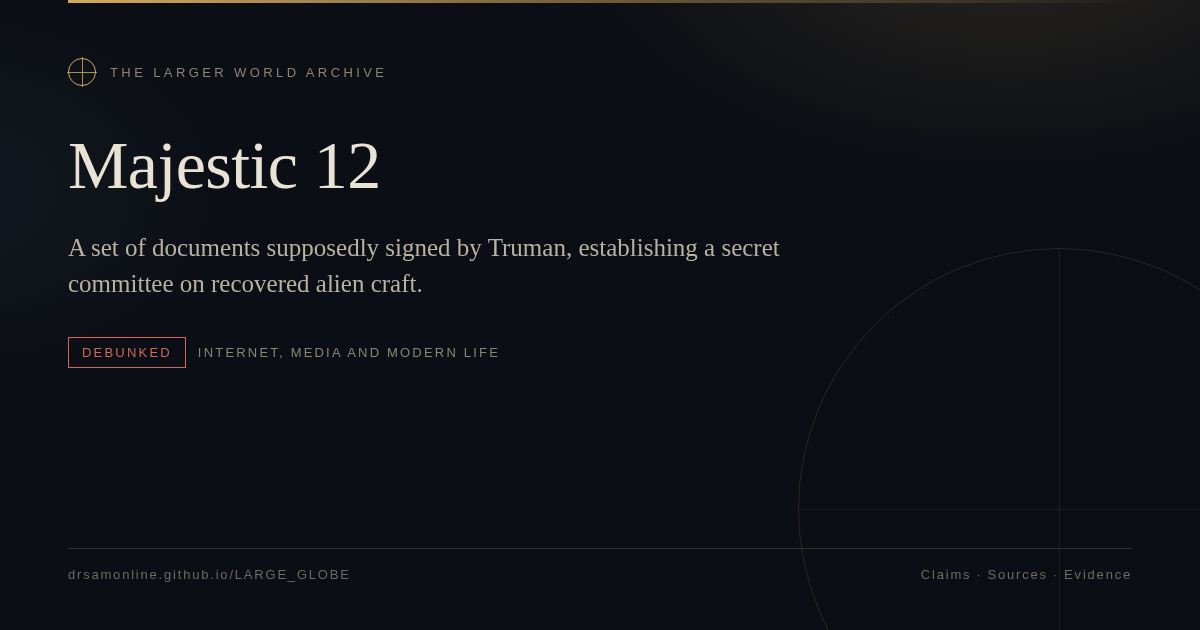 THE LARGER WORLD ARCHIVE
Majestic 12
A set of documents supposedly signed by Truman, establishing a secret
committee on recovered alien craft.
DEBUNKED INTERNET, MEDIA AND MODERN LIFE
drsamonline.github.io/LARGE_GLOBE Claims · Sources · Evidence